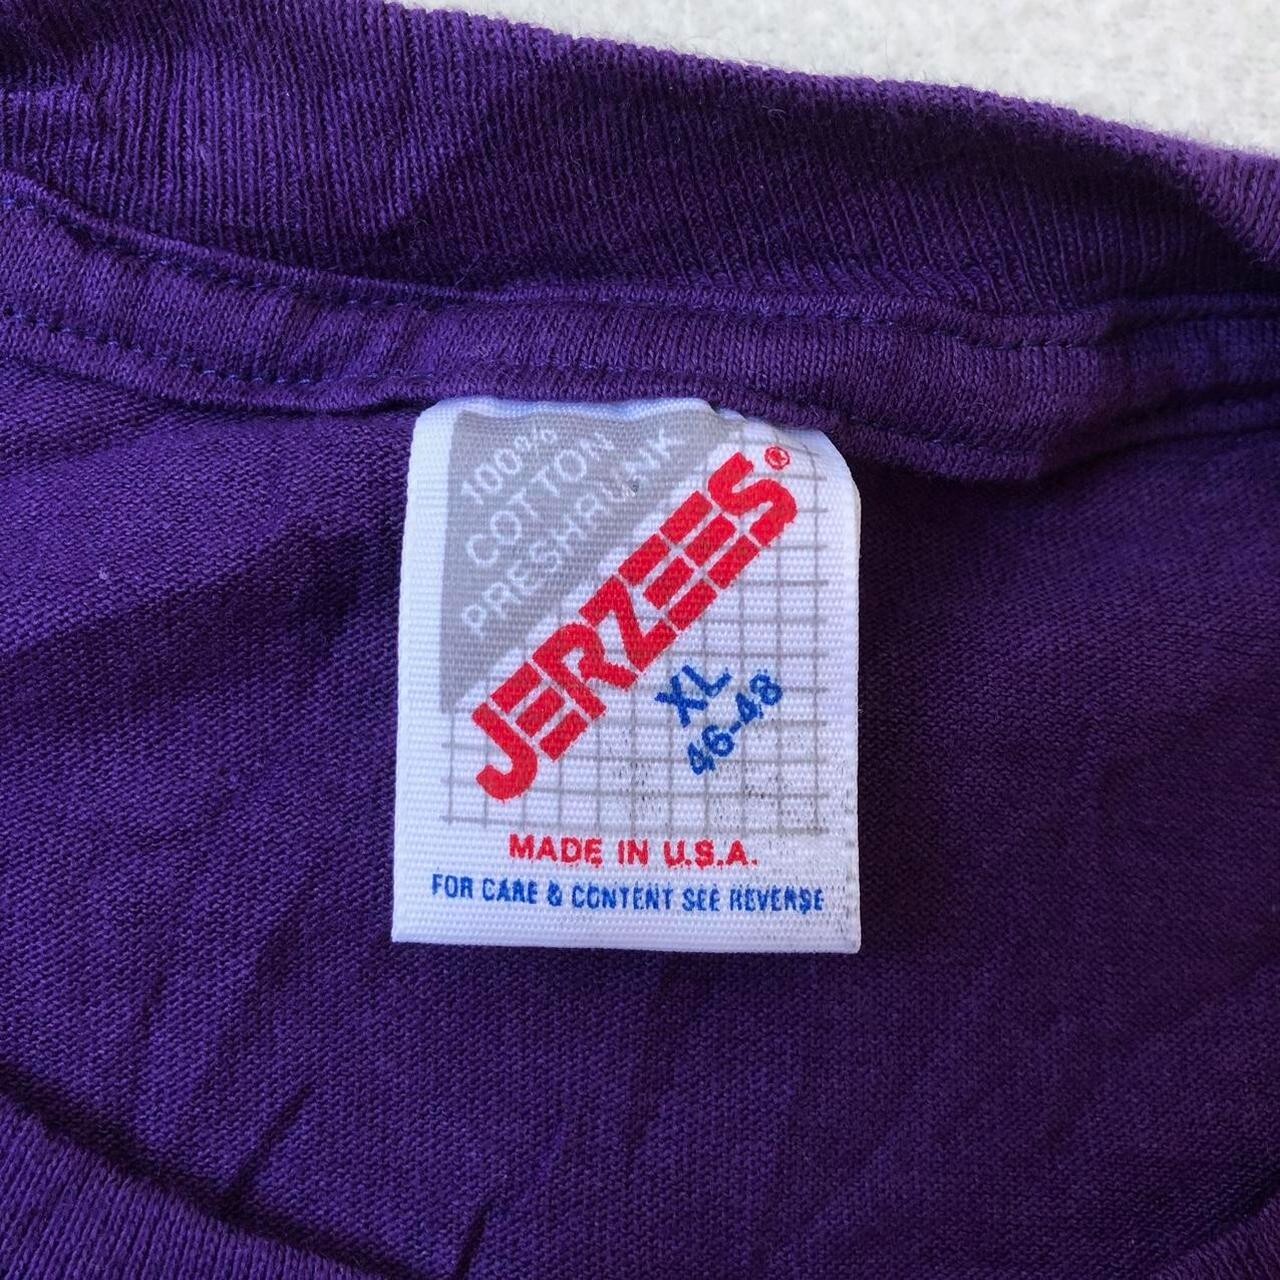 100%
COTTON
PRESHRUNK
JERZEES®
XL
46-48
MADE IN U.S.A.
FOR CARE & CONTENT SEE REVERSE